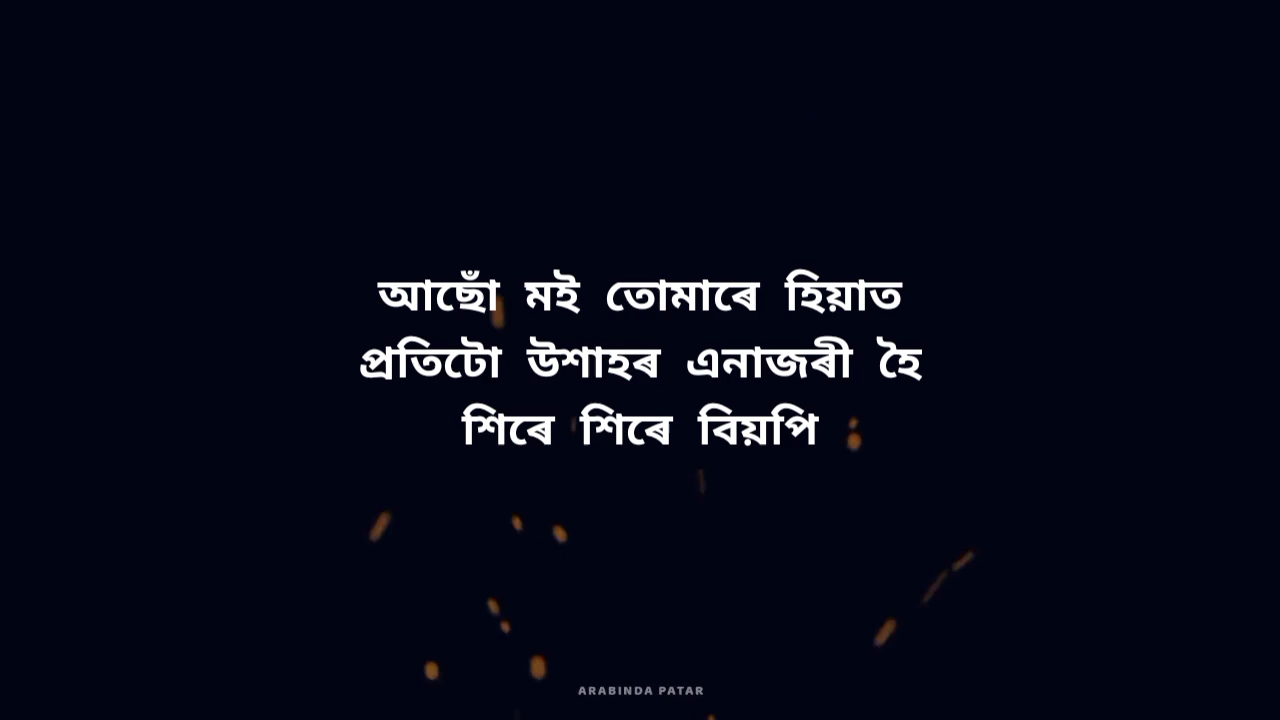 আছোঁ মই তোমাৰে হিয়াত
প্ৰতিটো উশাহৰ এনাজৰী হৈ
শিৰে শিৰে বিয়পি
ARABINDA PATAR